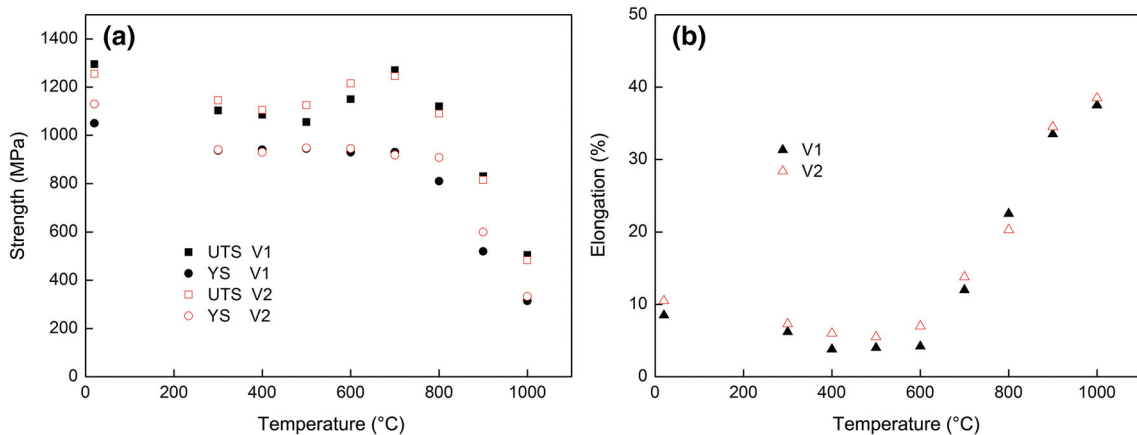 (a)
1400
1200
1000
800
600
400
200
0
Strength (MPa)
UTS V1
YS V1
UTS V2
YS V2
0 200 400 600 800 1000
Temperature (°C)
(b)
50
40
30
20
10
0
Elongation (%)
V1
V2
200 400 600 800 1000
Temperature (°C)